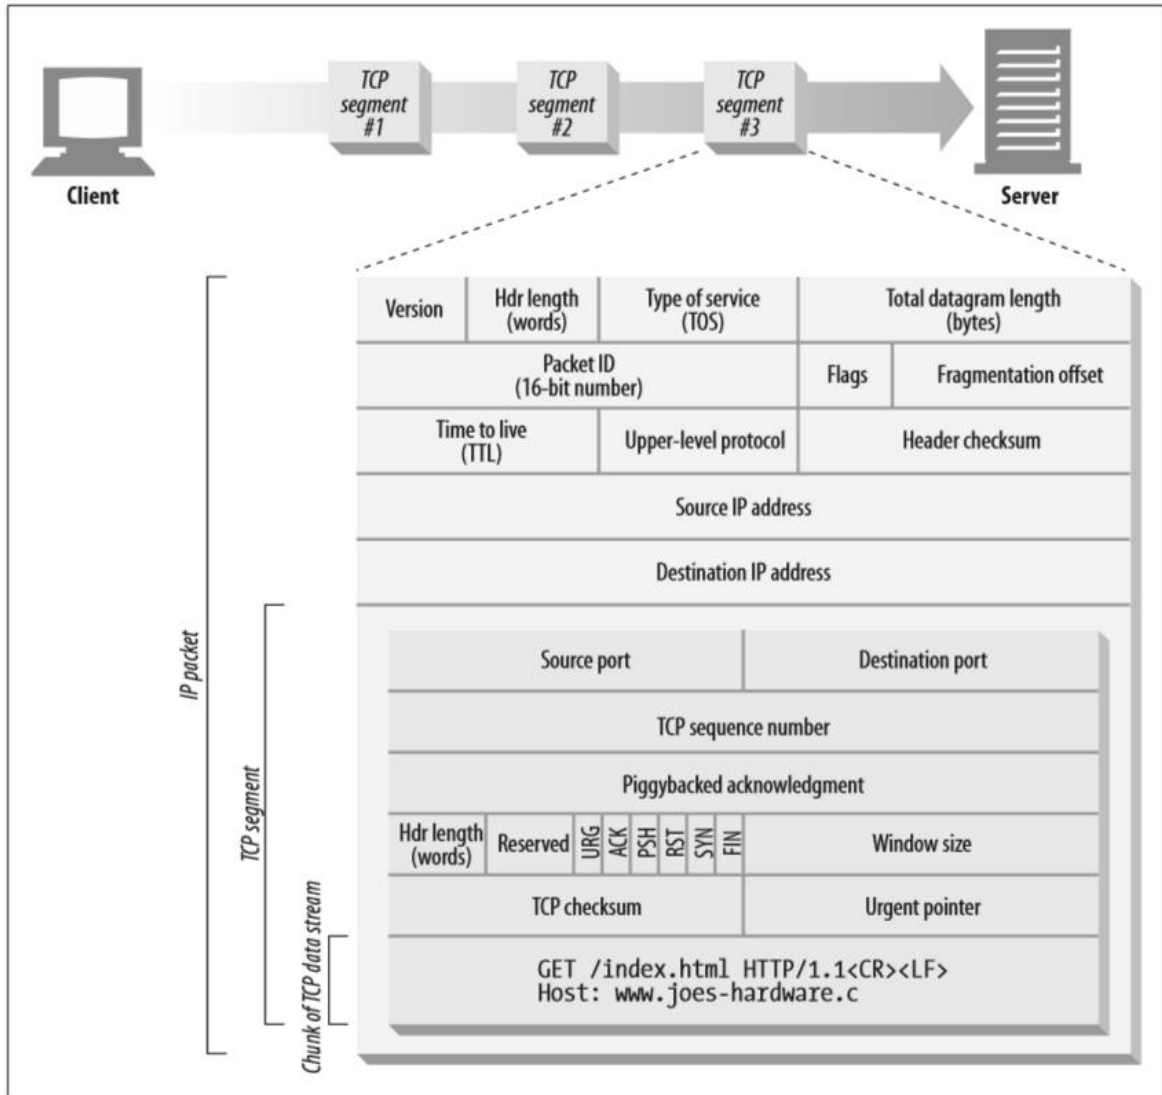 TCP
segment
#1
TCP
segment
#2
TCP
segment
#3
Client
Server
Version
Hdr length
(words)
Type of service
(TOS)
Total datagram length
(bytes)
Packet ID
(16-bit number)
Flags
Fragmentation offset
Time to live
(TTL)
Upper-level protocol
Header checksum
Source IP address
Destination IP address
IP packet
TCP segment
Source port
Destination port
TCP sequence number
Piggybacked acknowledgment
Hdr length
(words)
Reserved
URG
ACK
PSH
RST
SYN
FIN
Window size
TCP checksum
Urgent pointer
Chunk of TCP data stream
GET /index.html HTTP/1.1<CR><LF>
Host: www.joes-hardware.c